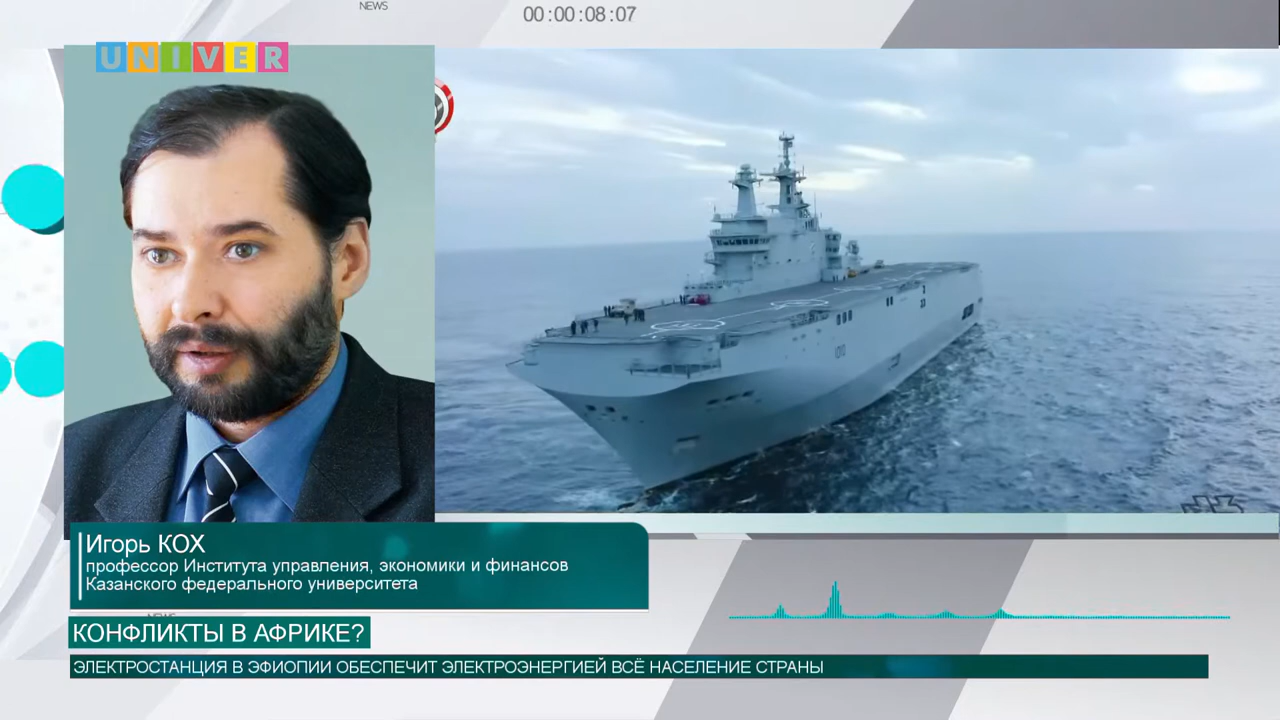 NEWS
00:00:08:07
UNIVER
Игорь КОХ
профессор Института управления, экономики и финансов
Казанского федерального университета
КОНФЛИКТЫ В АФРИКЕ?
ЭЛЕКТРОСТАНЦИЯ В ЭФИОПИИ ОБЕСПЕЧИТ ЭЛЕКТРОЭНЕРГИЕЙ ВСЁ НАСЕЛЕНИЕ СТРАНЫ